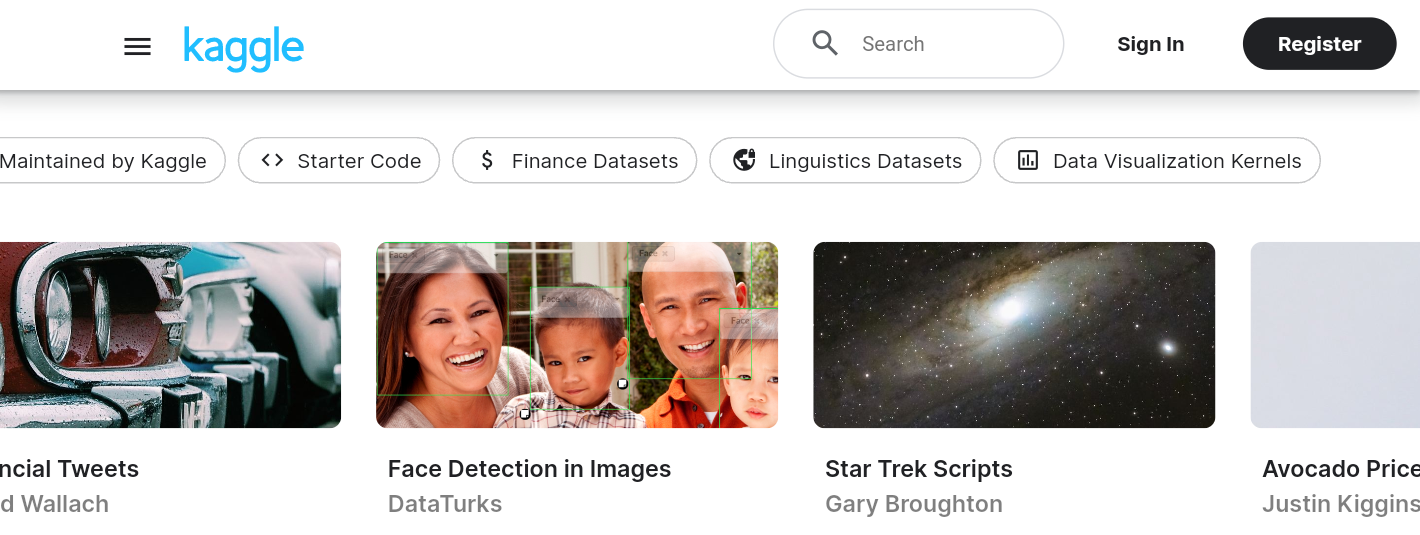 kaggle
Search
Sign In
Register
Maintained by Kaggle
Starter Code
Finance Datasets
Linguistics Datasets
Data Visualization Kernels
Face ×
Face ×
Face ×
Face ×
ncial Tweets
Face Detection in Images
Star Trek Scripts
Avocado Price
d Wallach
DataTurks
Gary Broughton
Justin Kiggins